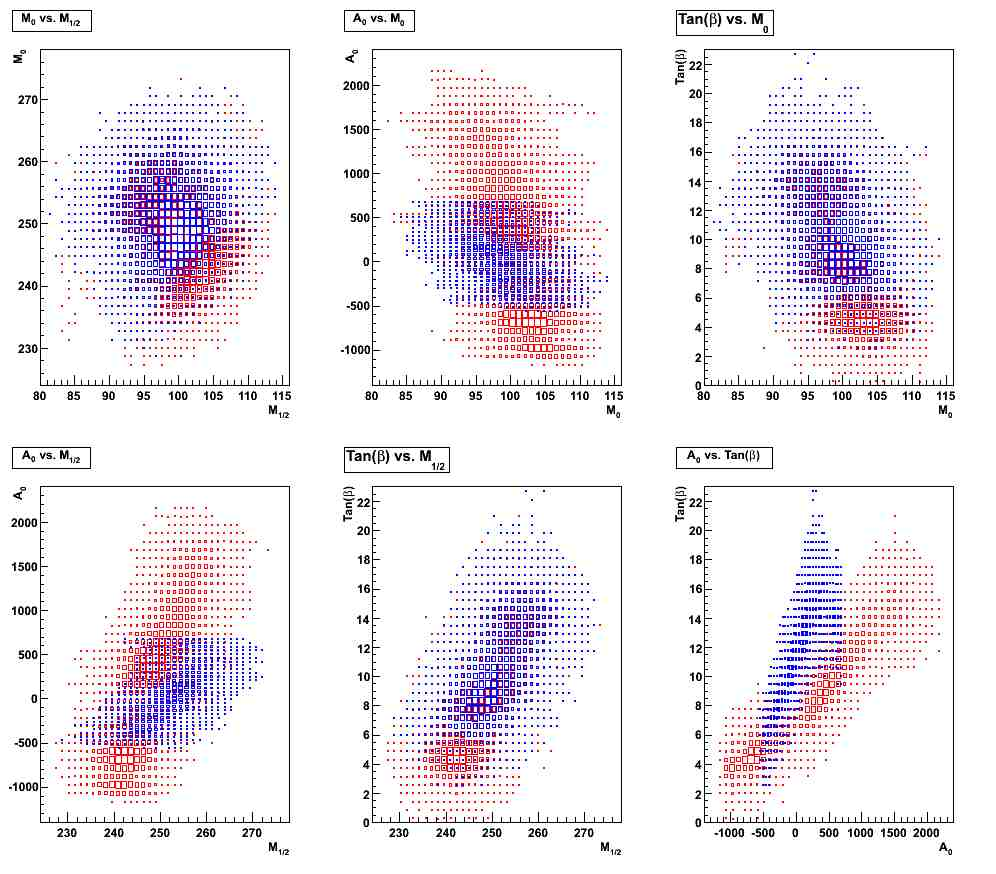 M0 vs. M1/2
M0
270
260
250
240
230
80 85 90 95 100 105 110 115
M1/2
A0 vs. M0
A0
2000
1500
1000
500
0
-500
-1000
80 85 90 95 100 105 110 115
M0
Tan(β) vs. M0
Tan(β)
22
20
18
16
14
12
10
8
6
4
2
0
80 85 90 95 100 105 110 115
M0
A0 vs. M1/2
A0
2000
1500
1000
500
0
-500
-1000
230 240 250 260 270
M1/2
Tan(β) vs. M1/2
Tan(β)
22
20
18
16
14
12
10
8
6
4
2
0
230 240 250 260 270
M1/2
A0 vs. Tan(β)
Tan(β)
22
20
18
16
14
12
10
8
6
4
2
0
-1000 -500 0 500 1000 1500 2000
A0